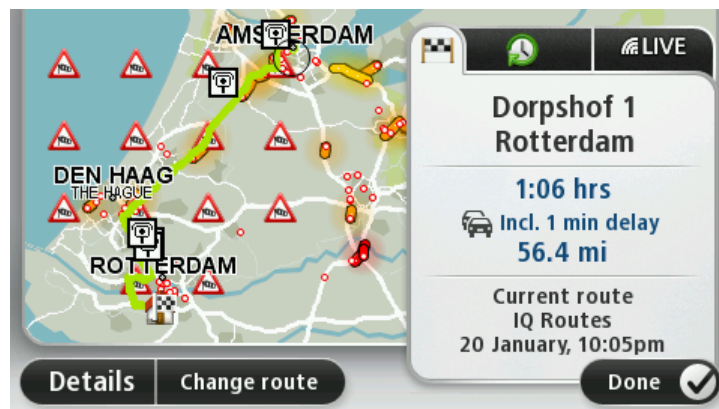 AMSTERDAM
DEN HAAG
THE HAGUE
ROTTERDAM
LIVE
Dorpshof 1
Rotterdam
1:06 hrs
Incl. 1 min delay
56.4 mi
Current route
IQ Routes
20 January, 10:05pm
Details
Change route
Done